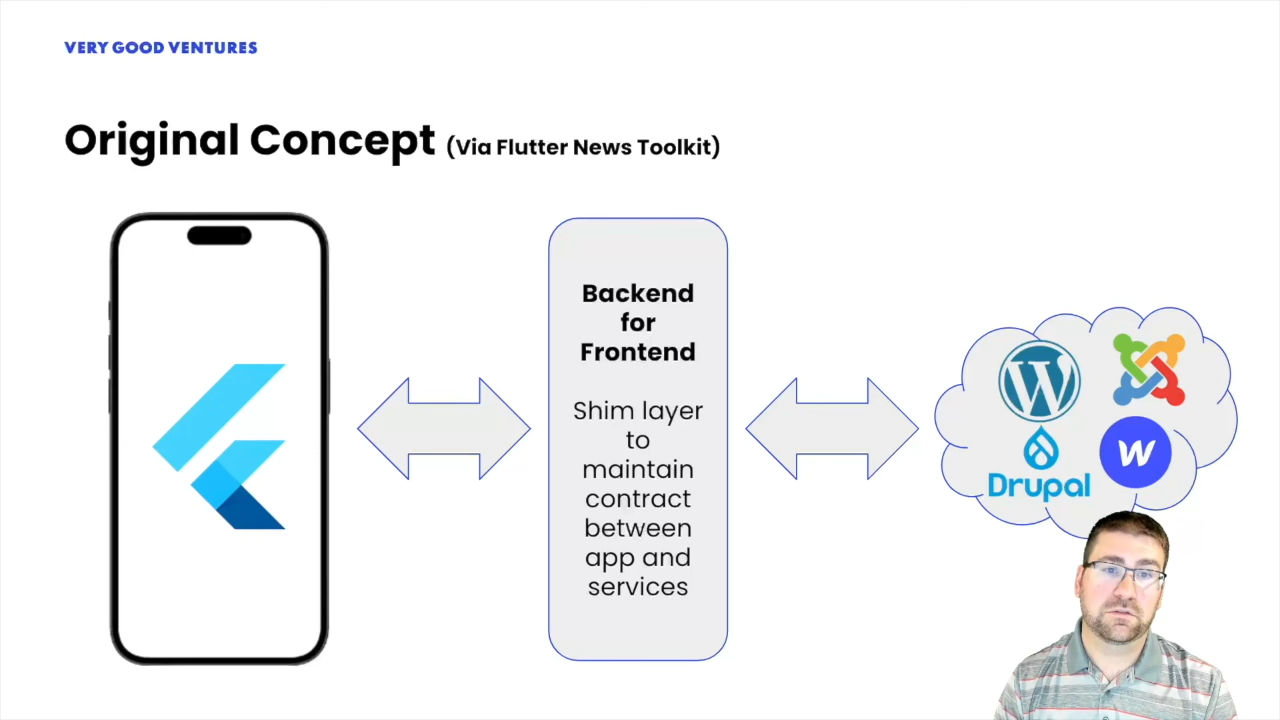 VERY GOOD VENTURES
Original Concept (Via Flutter News Toolkit)
Backend
for
Frontend
Shim layer
to
maintain
contract
between
app and
services
W
Drupal
W